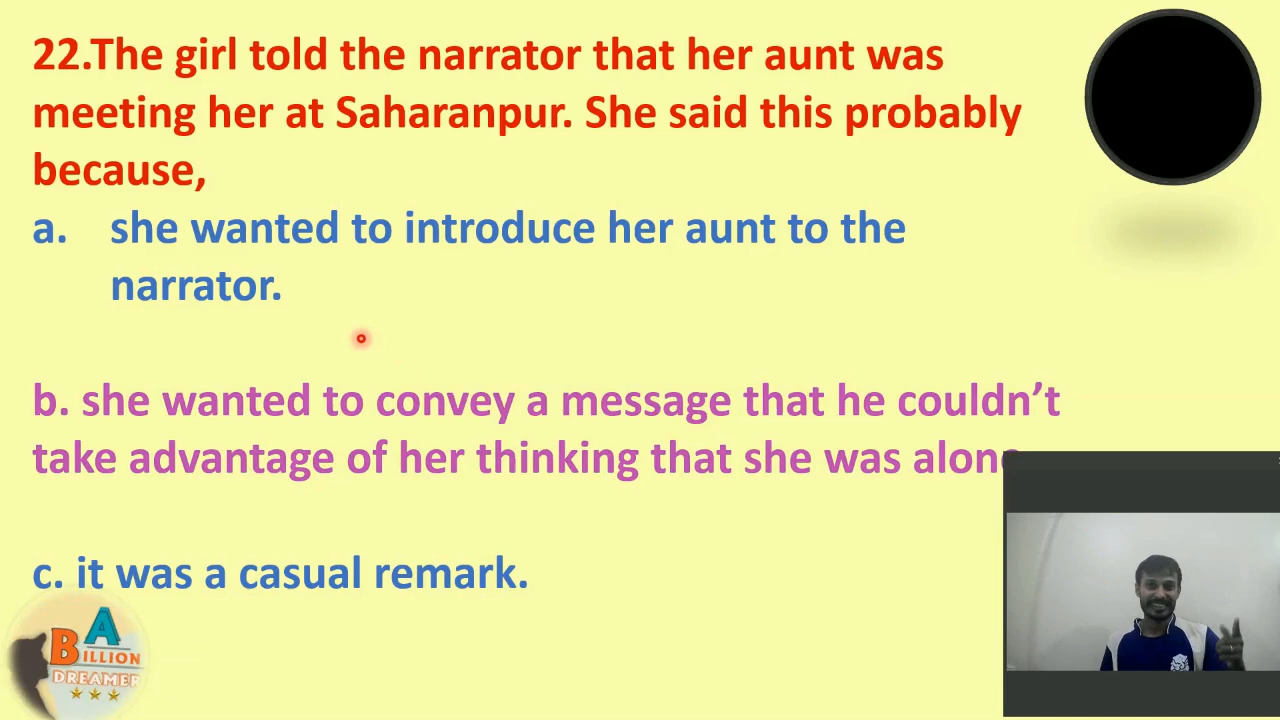 22.The girl told the narrator that her aunt was
meeting her at Saharanpur. She said this probably
because,
a. she wanted to introduce her aunt to the
narrator.
b. she wanted to convey a message that he couldn’t
take advantage of her thinking that she was alone
c. it was a casual remark.
A
BILLION
DREAMER